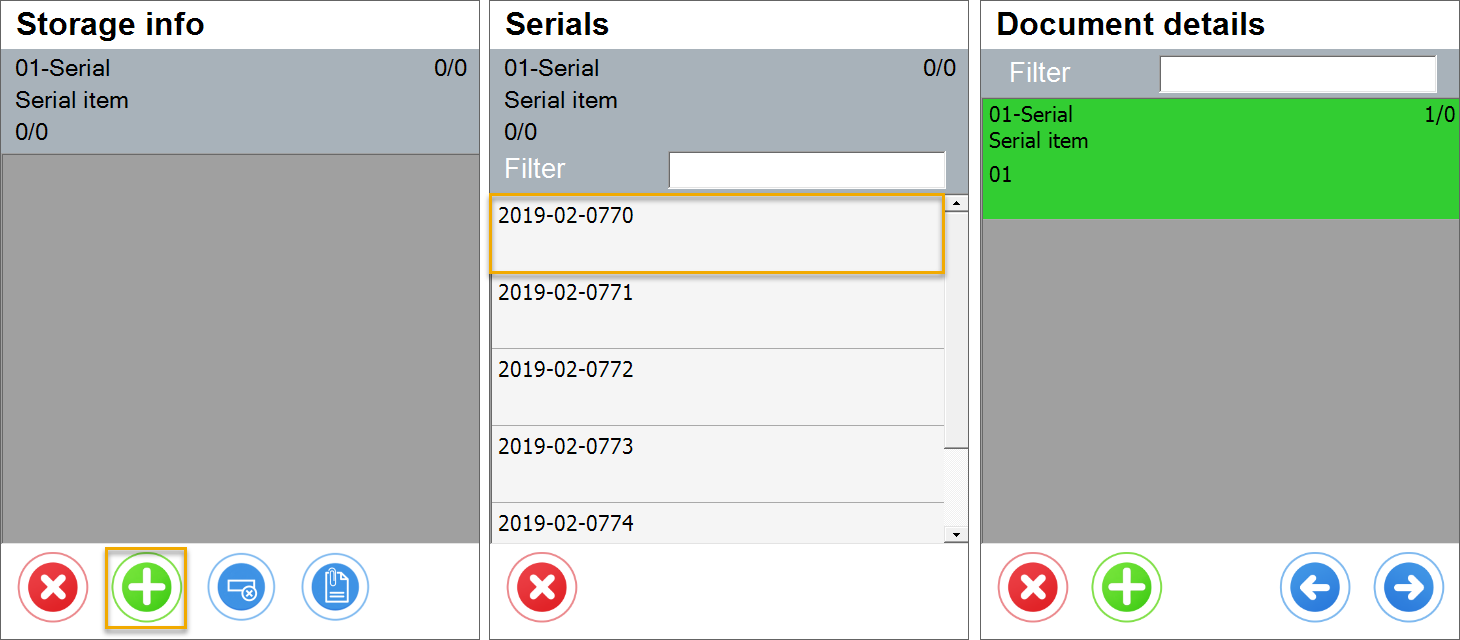 Storage info
01-Serial 0/0
Serial item
0/0
Serials
01-Serial 0/0
Serial item
0/0
Filter
2019-02-0770
2019-02-0771
2019-02-0772
2019-02-0773
2019-02-0774
Document details
Filter
01-Serial 1/0
Serial item
01